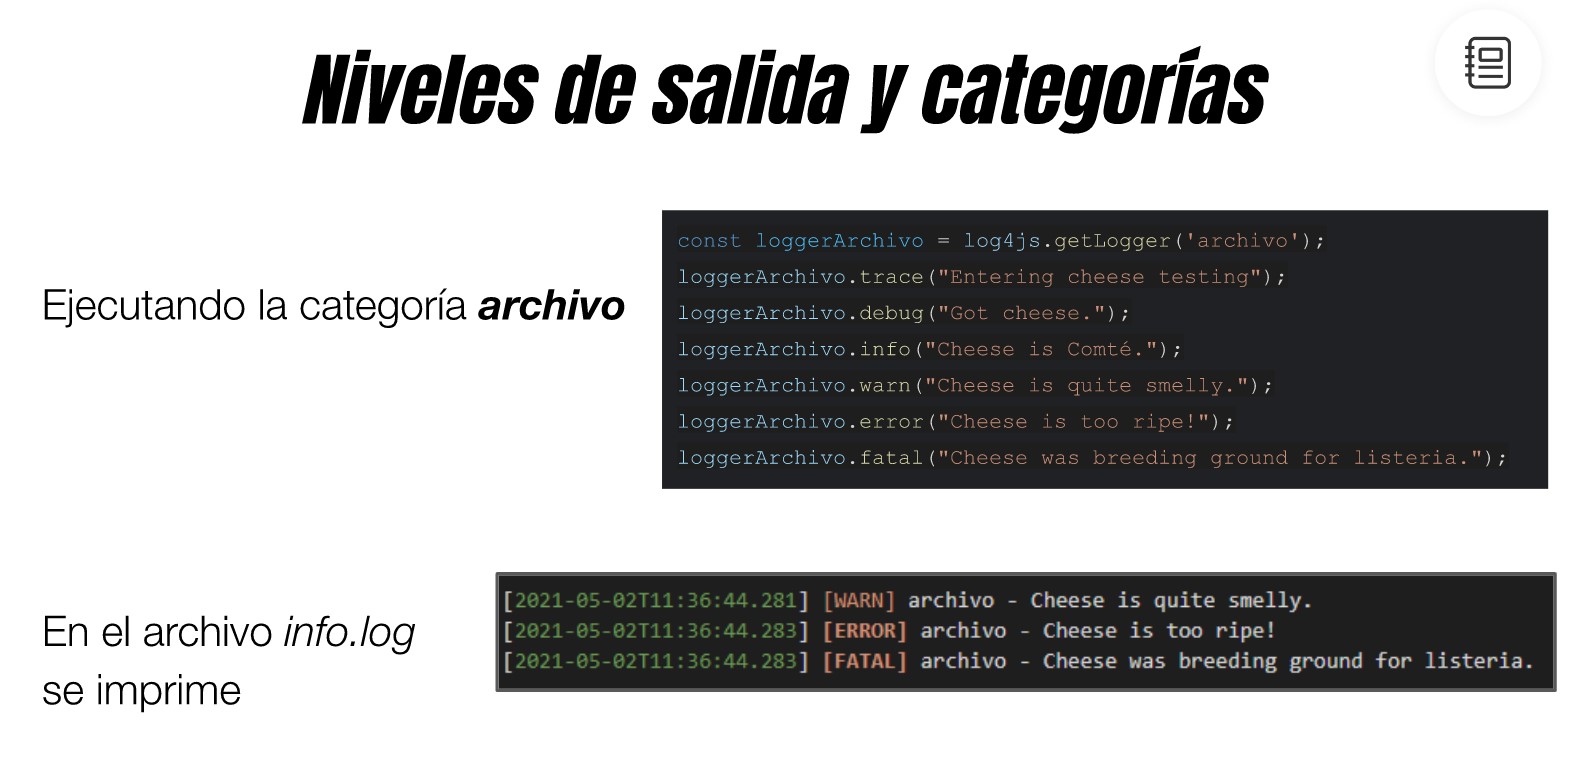 Niveles de salida y categorías
const loggerArchivo = log4js.getLogger('archivo');
loggerArchivo.trace("Entering cheese testing");
loggerArchivo.debug("Got cheese.");
loggerArchivo.info("Cheese is Comté.");
loggerArchivo.warn("Cheese is quite smelly.");
loggerArchivo.error("Cheese is too ripe!");
loggerArchivo.fatal("Cheese was breeding ground for listeria.");
Ejecutando la categoría archivo
En el archivo info.log
se imprime
[2021-05-02T11:36:44.281] [WARN] archivo - Cheese is quite smelly.
[2021-05-02T11:36:44.283] [ERROR] archivo - Cheese is too ripe!
[2021-05-02T11:36:44.283] [FATAL] archivo - Cheese was breeding ground for listeria.